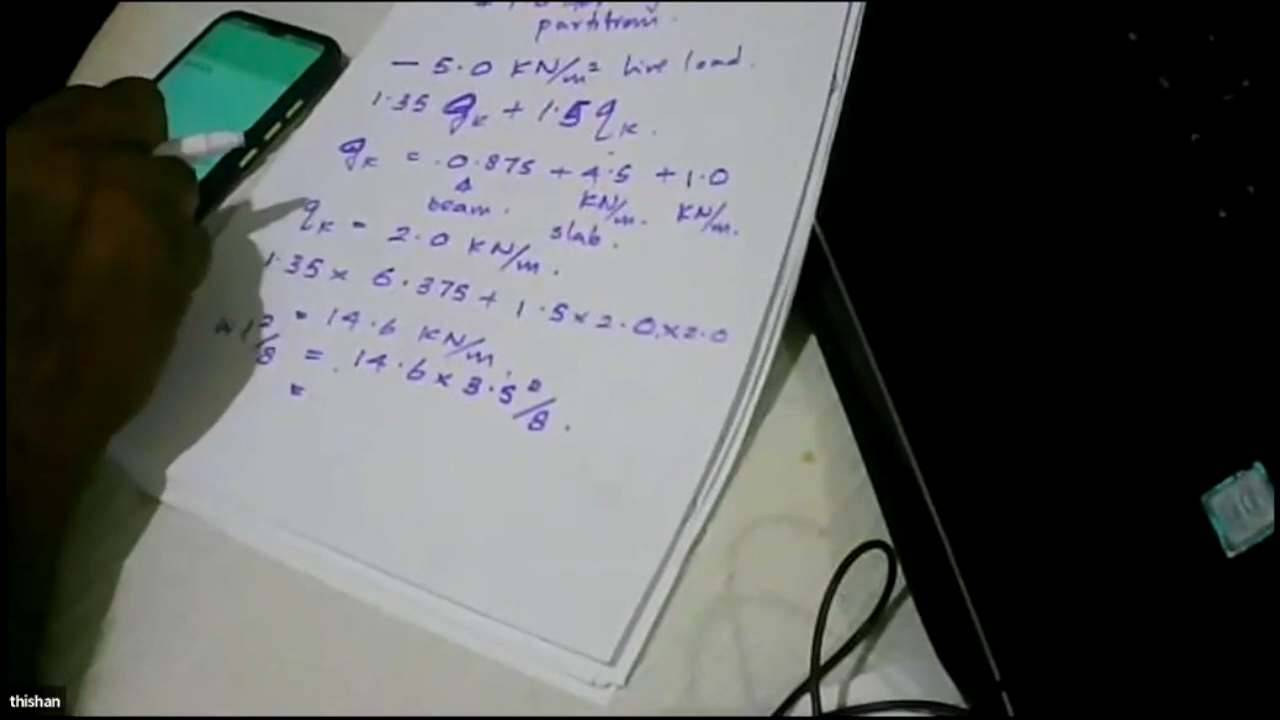 partition.
— 5.0 KN/m² live load.
1.35 gk + 1.5 qk.
gk = 0.875 + 4.5 + 1.0
beam. KN/m. KN/m.
slab.
qk = 2.0 KN/m.
1.35 x 6.375 + 1.5 x 2.0 x 2.0
= 14.6 KN/m.
l²/8 = 14.6 x 3.5²/8.
=
thishan